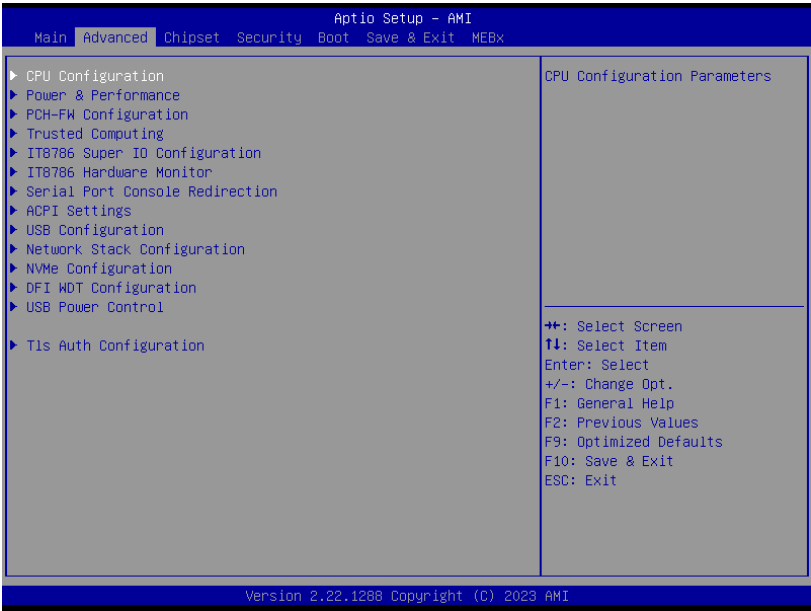 Aptio Setup – AMI
Main Advanced Chipset Security Boot Save & Exit MEBx
▶ CPU Configuration
▶ Power & Performance
▶ PCH-FW Configuration
▶ Trusted Computing
▶ IT8786 Super IO Configuration
▶ IT8786 Hardware Monitor
▶ Serial Port Console Redirection
▶ ACPI Settings
▶ USB Configuration
▶ Network Stack Configuration
▶ NVMe Configuration
▶ DFI WDT Configuration
▶ USB Power Control
▶ Tls Auth Configuration
CPU Configuration Parameters
→←: Select Screen
↑↓: Select Item
Enter: Select
+/-: Change Opt.
F1: General Help
F2: Previous Values
F9: Optimized Defaults
F10: Save & Exit
ESC: Exit
Version 2.22.1288 Copyright (C) 2023 AMI